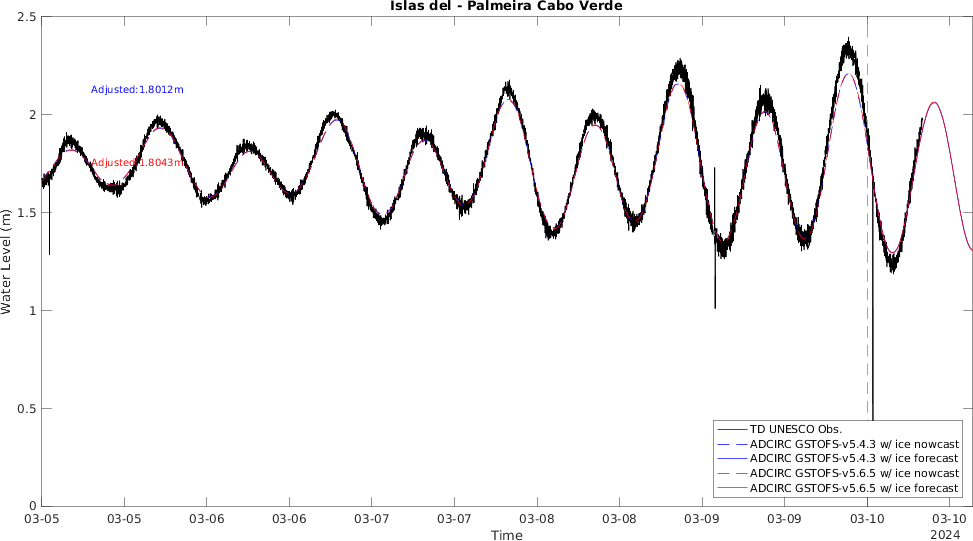 Islas del - Palmeira Cabo Verde
2.5
Adjusted:1.8012m
2
Adjusted:1.8043m
1.5
Water Level (m)
1
0.5
TD UNESCO Obs.
ADCIRC GSTOFS-v5.4.3 w/ ice nowcast
ADCIRC GSTOFS-v5.4.3 w/ ice forecast
ADCIRC GSTOFS-v5.6.5 w/ ice nowcast
ADCIRC GSTOFS-v5.6.5 w/ ice forecast
0
03-05 03-05 03-06 03-06 03-07 03-07 03-08 03-08 03-09 03-09 03-10 03-10
Time 2024